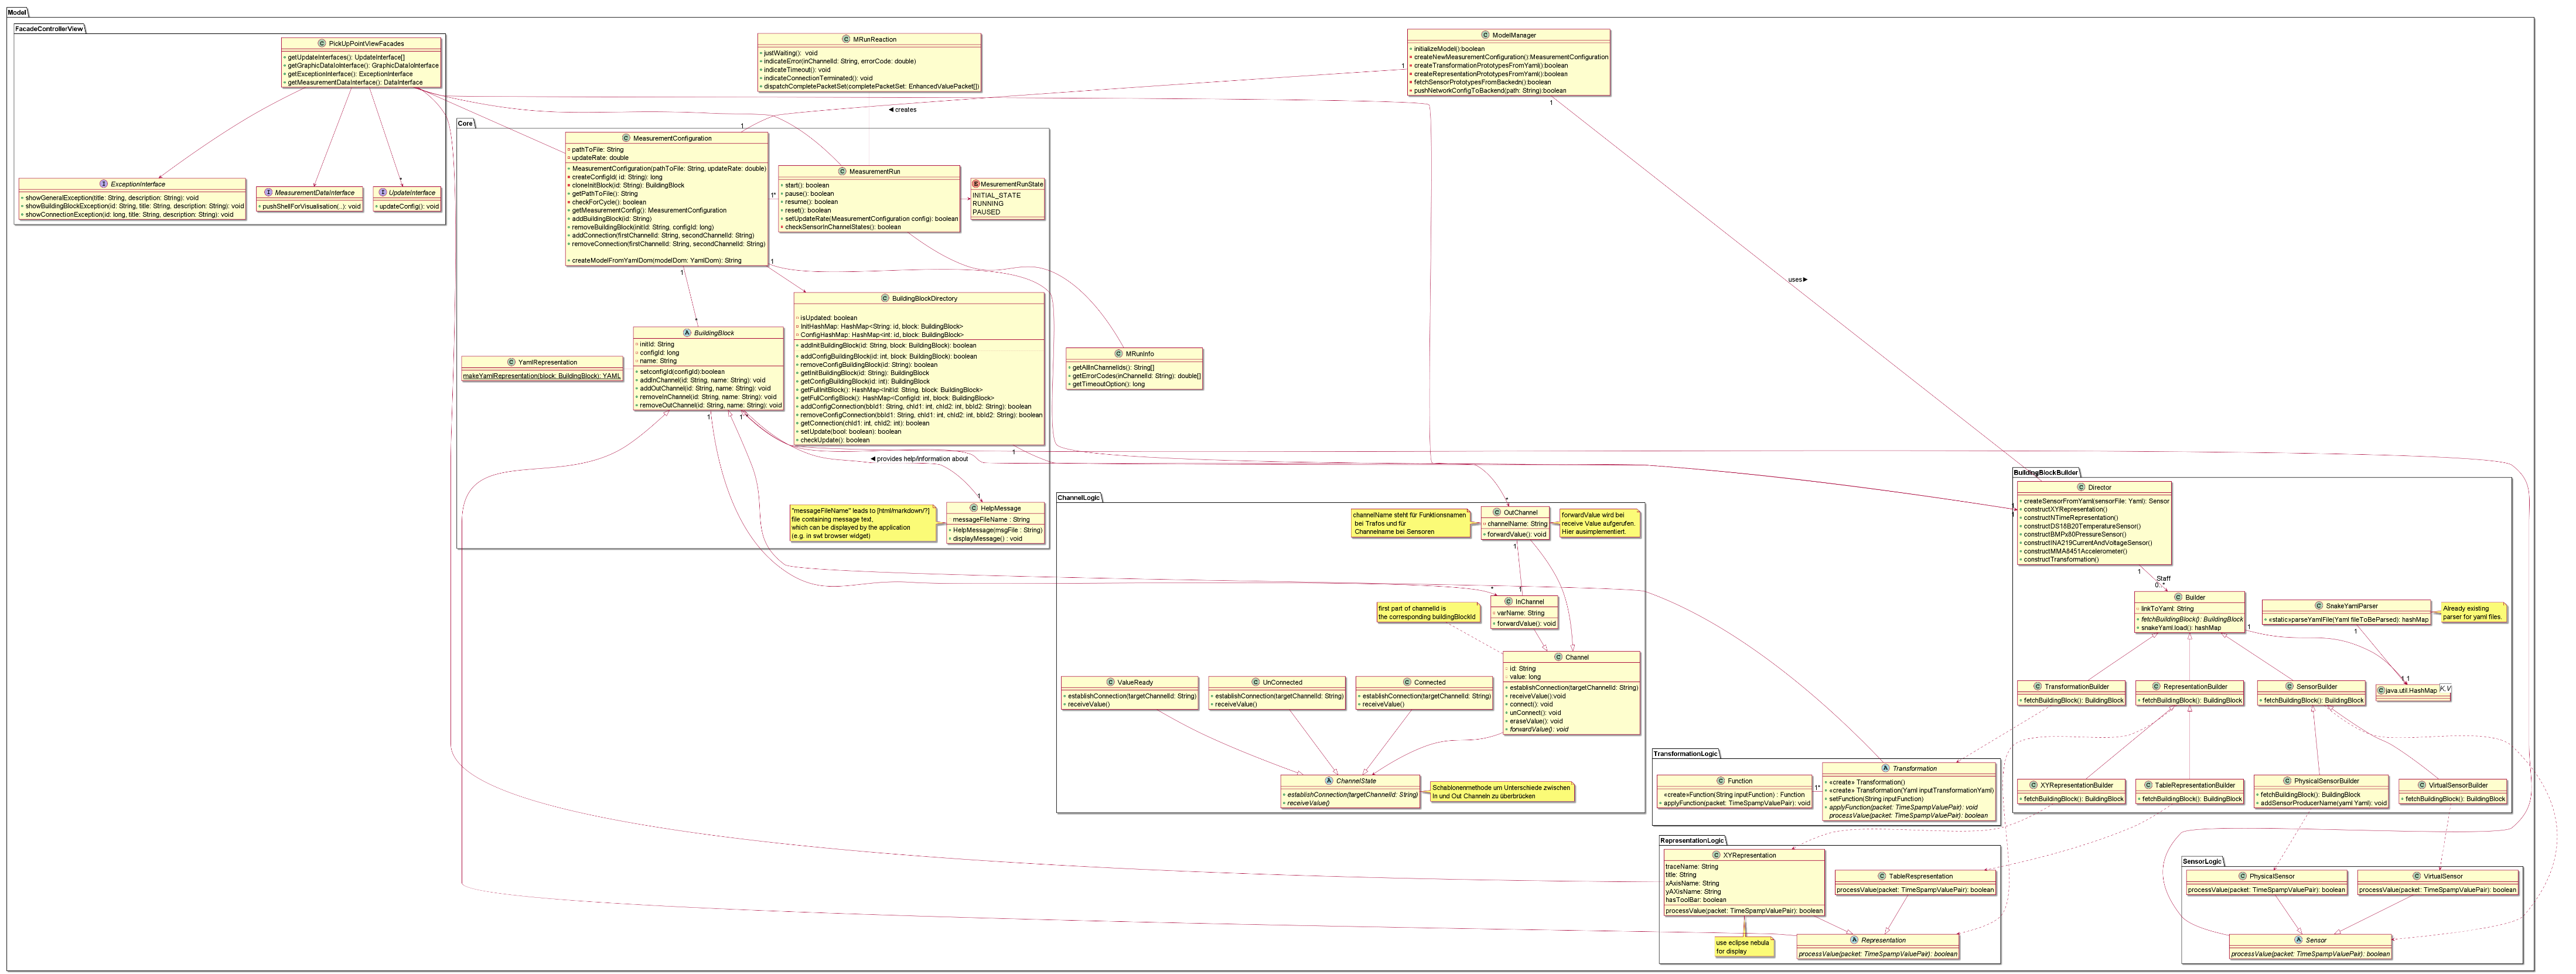 Model
FacadeControllerView
PickUpPointViewFacades
getUpdateInterfaces(): UpdateInterface[]
getGraphicDataIoInterface(): GraphicDataIoInterface
getExceptionInterface(): ExceptionInterface
getMeasurementDataInterface(): DataInterface
ExceptionInterface
showGeneralException(title: String, description: String): void
showBuildingBlockException(id: String, title: String, description: String): void
showConnectionException(id: long, title: String, description: String): void
MeasurementDataInterface
pushShellForVisualisation(..): void
*
UpdateInterface
updateConfig(): void
MRunReaction
justWaiting(): void
indicateError(inChannelId: String, errorCode: double)
indicateTimeout(): void
indicateConnectionTerminated(): void
dispatchCompletePacketSet(completePacketSet: EnhancedValuePacket[])
ModelManager
initializeModel():boolean
createNewMeasurementConfiguration():MeasurementConfiguration
createTransformationPrototypesFromYaml():boolean
createRepresentationPrototypesFromYaml():boolean
fetchSensorPrototypesFromBackedn():boolean
pushNetworkConfigToBackend(path: String):boolean
1
1
◀ creates
1
uses▶
Core
MeasurementConfiguration
pathToFile: String
updateRate: double
MeasurementConfiguration(pathToFile: String, updateRate: double)
createConfigId( id: String): long
cloneInitBlock(id: String): BuildingBlock
getPathToFile(): String
checkForCycle(): boolean
getMeasurementConfig(): MeasurementConfiguration
addBuildingBlock(id: String)
removeBuildingBlock(initId: String, configId: long)
addConnection(firstChannelId: String, secondChannelId: String)
removeConnection(firstChannelId: String, secondChannelId: String)
createModelFromYamlDom(modelDom: YamlDom): String
1*
1
1
MeasurementRun
start(): boolean
pause(): boolean
resume(): boolean
reset(): boolean
setUpdateRate(MeasurementConfiguration config): boolean
checkSensorInChannelStates(): boolean
MesurementRunState
INITIAL_STATE
RUNNING
PAUSED
BuildingBlockDirectory
isUpdated: boolean
InitHashMap: HashMap<String; id, block: BuildingBlock>
ConfigHashMap: HashMap<int: id, block: BuildingBlock>
addInitBuildingBlock(id: String, block: BuildingBlock): boolean
addConfigBuildingBlock(id: int, block: BuildingBlock): boolean
removeConfigBuildingBlock(id: String): boolean
getInitBuildingBlock(id: String): BuildingBlock
getConfigBuildingBlock(id: int): BuildingBlock
getFullInitBlock(): HashMap<InitId: String, block: BuildingBlock>
getFullConfigBlock(): HashMap<ConfigId: int, block: BuildingBlock>
addConfigConnection(bbId1: String, chId1: int, chId2: int, bbId2: String): boolean
removeConfigConnection(bbId1: String, chId1: int, chId2: int, bbId2: String): boolean
getConnection(chId1: int, chId2: int): boolean
setUpdate(bool: boolean): boolean
checkUpdate(): boolean
*
BuildingBlock
initId: String
configId: long
name: String
setconfigId(configId):boolean
addInChannel(id: String, name: String): void
addOutChannel(id: String, name: String): void
removeInChannel(id: String, name: String): void
removeOutChannel(id: String, name: String): void
YamlRepresentation
makeYamlRepresentation(block: BuildingBlock): YAML
MRunInfo
getAllInChannelIds(): String[]
getErrorCodes(inChannelId: String): double[]
getTimeoutOption(): long
1
1
*
1
◀ provides help/information about
1
"messageFileName" leads to [html/markdown/?]
file containing message text,
which can be displayed by the application
(e.g. in swt browser widget)
HelpMessage
messageFileName : String
HelpMessage(msgFile : String)
displayMessage() : void
ChannelLogic
channelName steht für Funktionsnamen
bei Trafos und für
Channelname bei Sensoren
*
OutChannel
channelName: String
forwardValue(): void
forwardValue wird bei
receive Value aufgerufen.
Hier ausimplementiert.
1
*
1
InChannel
varName: String
forwardValue(): void
first part of channelId is
the corresponding buildingBlockId
Channel
id: String
value: long
establishConnection(targetChannelId: String)
receiveValue():void
connect(): void
unConnect(): void
eraseValue(): void
forwardValue(): void
ValueReady
establishConnection(targetChannelId: String)
receiveValue()
UnConnected
establishConnection(targetChannelId: String)
receiveValue()
Connected
establishConnection(targetChannelId: String)
receiveValue()
ChannelState
establishConnection(targetChannelId: String)
receiveValue()
Schablonenmethode um Unterschiede zwischen
In und Out Channeln zu überbrücken
BuildingBlockBuilder
Director
createSensorFromYaml(sensorFile: Yaml): Sensor
constructXYRepresentation()
constructNTimeRepresentation()
constructDS18B20TemperatureSensor()
constructBMPx80PressureSensor()
constructINA219CurrentAndVoltageSensor()
constructMMA8451Accelerometer()
constructTransformation()
1
1
1
Staff
0..*
Builder
linkToYaml: String
fetchBuildingBlock(): BuildingBlock
snakeYaml.load(): hashMap
1
SnakeYamlParser
«static»parseYamlFile(Yaml fileToBeParsed): hashMap
1
Already existing
parser for yaml files.
TransformationBuilder
fetchBuildingBlock(): BuildingBlock
RepresentationBuilder
fetchBuildingBlock(): BuildingBlock
SensorBuilder
fetchBuildingBlock(): BuildingBlock
1 1
java.util.HashMap
K,V
XYRepresentationBuilder
fetchBuildingBlock(): BuildingBlock
TableRepresentationBuilder
fetchBuildingBlock(): BuildingBlock
PhysicalSensorBuilder
fetchBuildingBlock(): BuildingBlock
addSensorProducerName(yaml Yaml): void
VirtualSensorBuilder
fetchBuildingBlock(): BuildingBlock
TransformationLogic
Function
«create»Function(String inputFunction) : Function
applyFunction(packet: TimeSpampValuePair): void
1*
Transformation
«create» Transformation()
«create» Transformation(Yaml inputTransformationYaml)
setFunction(String inputFunction)
applyFunction(packet: TimeSpampValuePair): void
processValue(packet: TimeSpampValuePair): boolean
RepresentationLogic
XYRepresentation
traceName: String
title: String
xAxisName: String
yAXisName: String
hasToolBar: boolean
processValue(packet: TimeSpampValuePair): boolean
TableRespresentation
processValue(packet: TimeSpampValuePair): boolean
use eclipse nebula
for display
Representation
processValue(packet: TimeSpampValuePair): boolean
SensorLogic
PhysicalSensor
processValue(packet: TimeSpampValuePair): boolean
VirtualSensor
processValue(packet: TimeSpampValuePair): boolean
Sensor
processValue(packet: TimeSpampValuePair): boolean